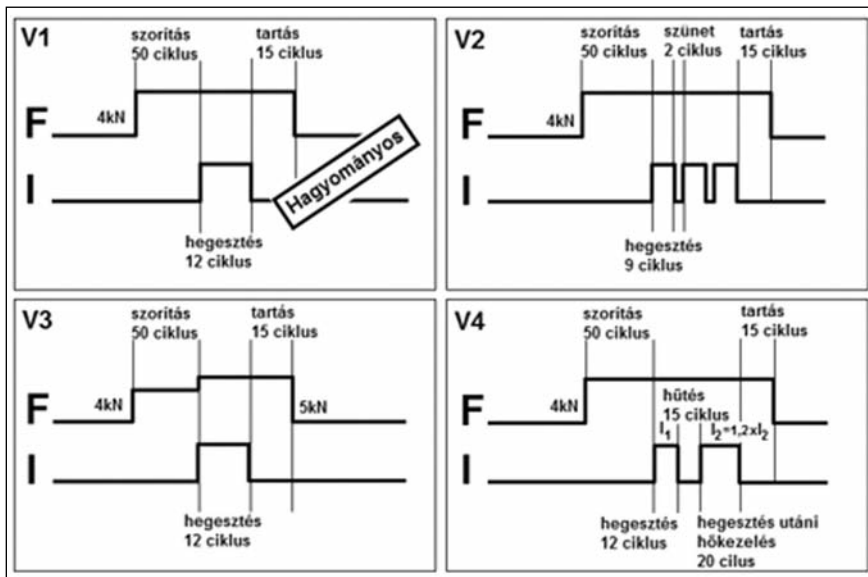 V1
szorítás
50 ciklus
tartás
15 ciklus
4kN
F
I
Hagyományos
hegesztés
12 ciklus
V2
szorítás
50 ciklus
szünet
2 ciklus
tartás
15 ciklus
4kN
F
I
hegesztés
9 ciklus
V3
szorítás
50 ciklus
tartás
15 ciklus
4kN
5kN
F
I
hegesztés
12 ciklus
V4
szorítás
50 ciklus
tartás
15 ciklus
4kN
F
hűtés
15 ciklus
I1
I2=1,2xI2
I
hegesztés
12 ciklus
hegesztés utáni
hőkezelés
20 cilus